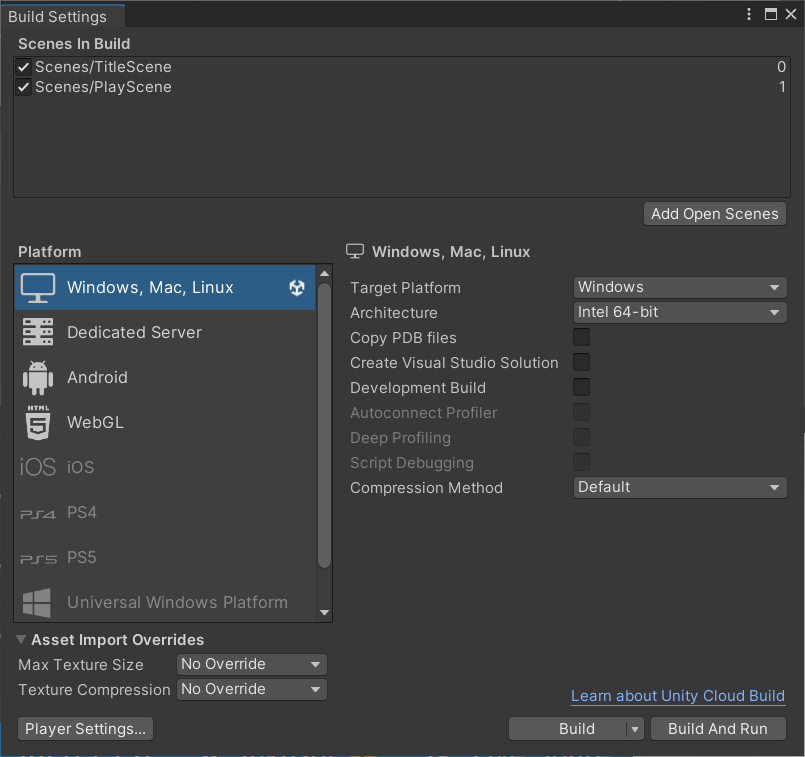 Build Settings
Scenes In Build
Scenes/TitleScene 0
Scenes/PlayScene 1
Add Open Scenes
Platform
Windows, Mac, Linux
Dedicated Server
Android
HTML
5
WebGL
iOS iOS
PS4 PS4
PS5 PS5
Universal Windows Platform
Windows, Mac, Linux
Target Platform Windows
Architecture Intel 64-bit
Copy PDB files
Create Visual Studio Solution
Development Build
Autoconnect Profiler
Deep Profiling
Script Debugging
Compression Method Default
Asset Import Overrides
Max Texture Size No Override
Texture Compression No Override
Learn about Unity Cloud Build
Player Settings... Build Build And Run